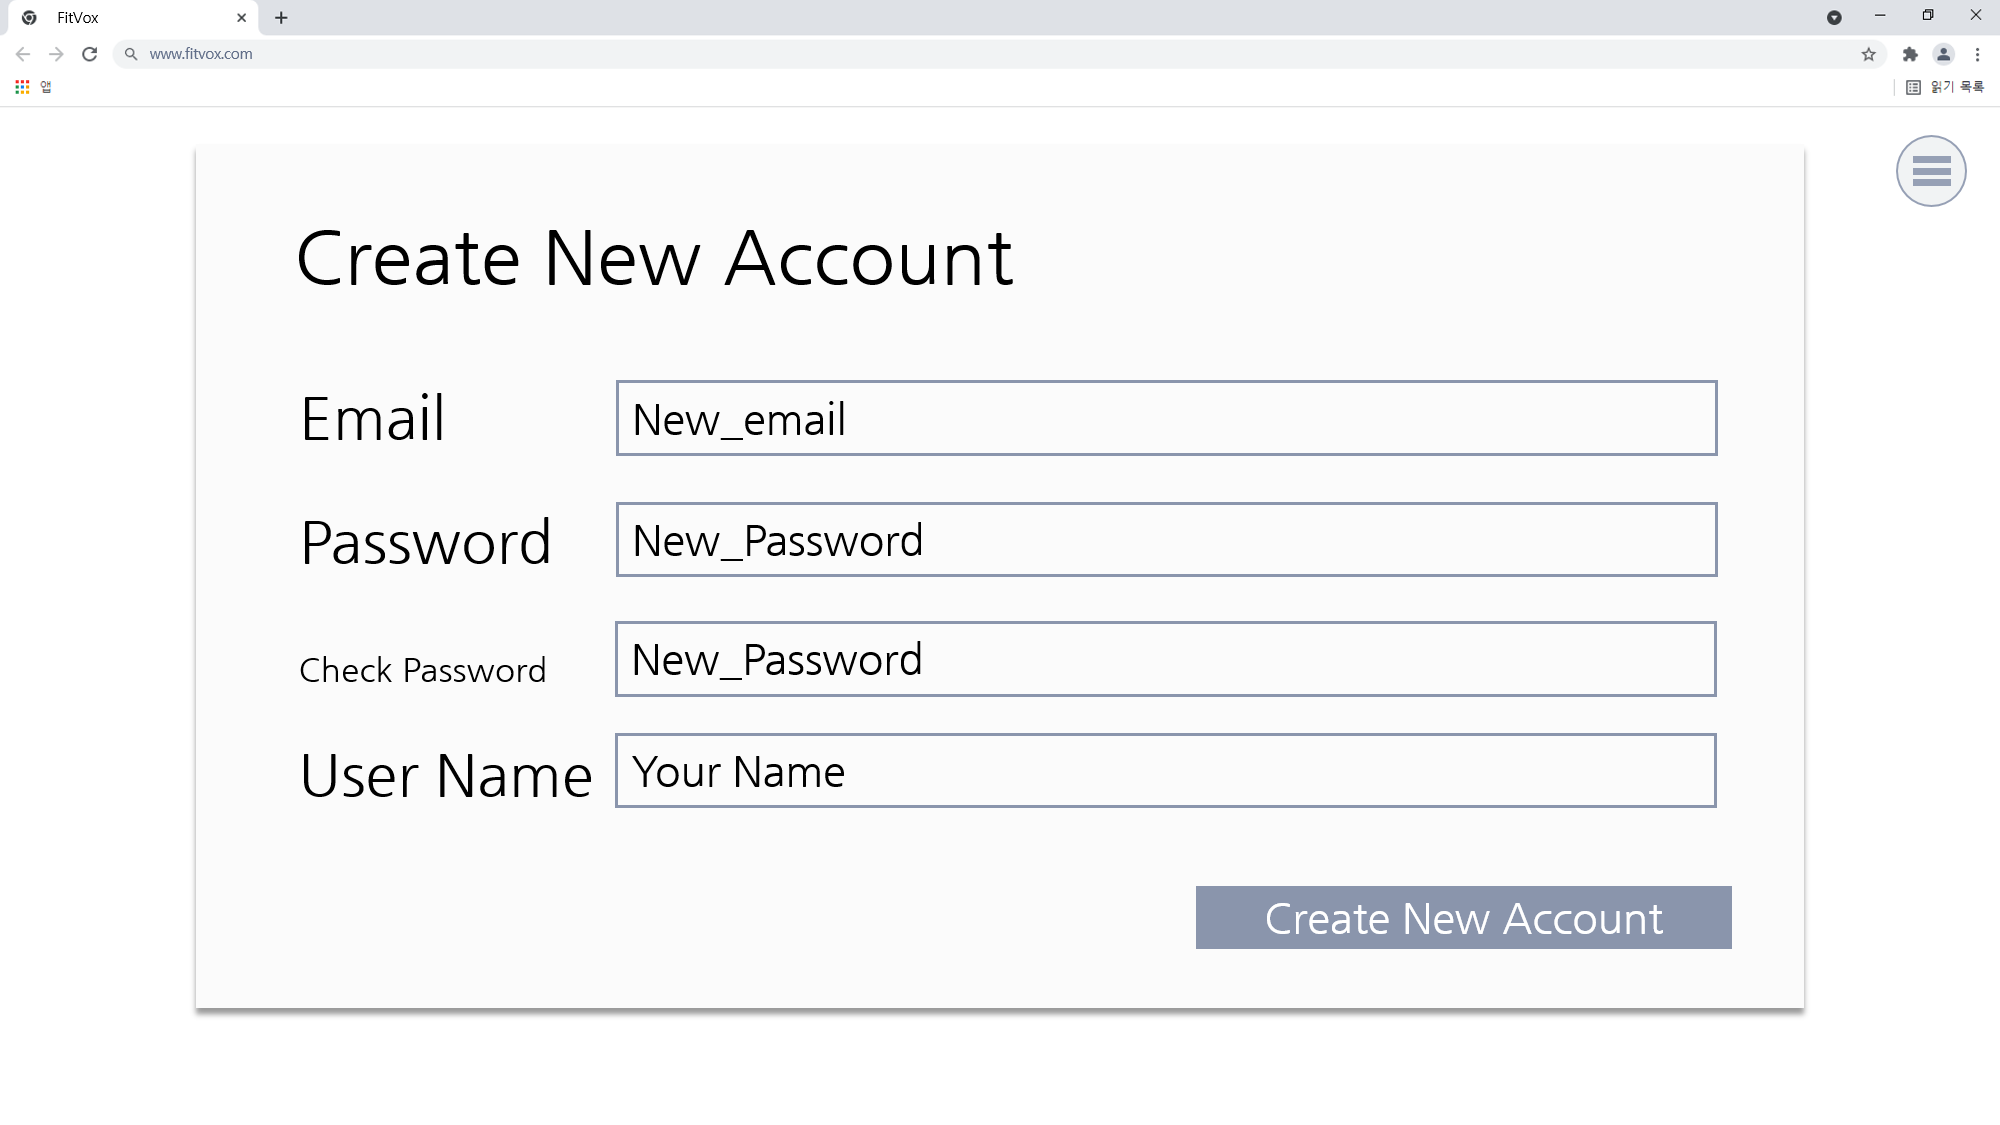 FitVox
www.fitvox.com
앱
읽기 목록
Create New Account
Email
New_email
Password
New_Password
Check Password
New_Password
User Name
Your Name
Create New Account